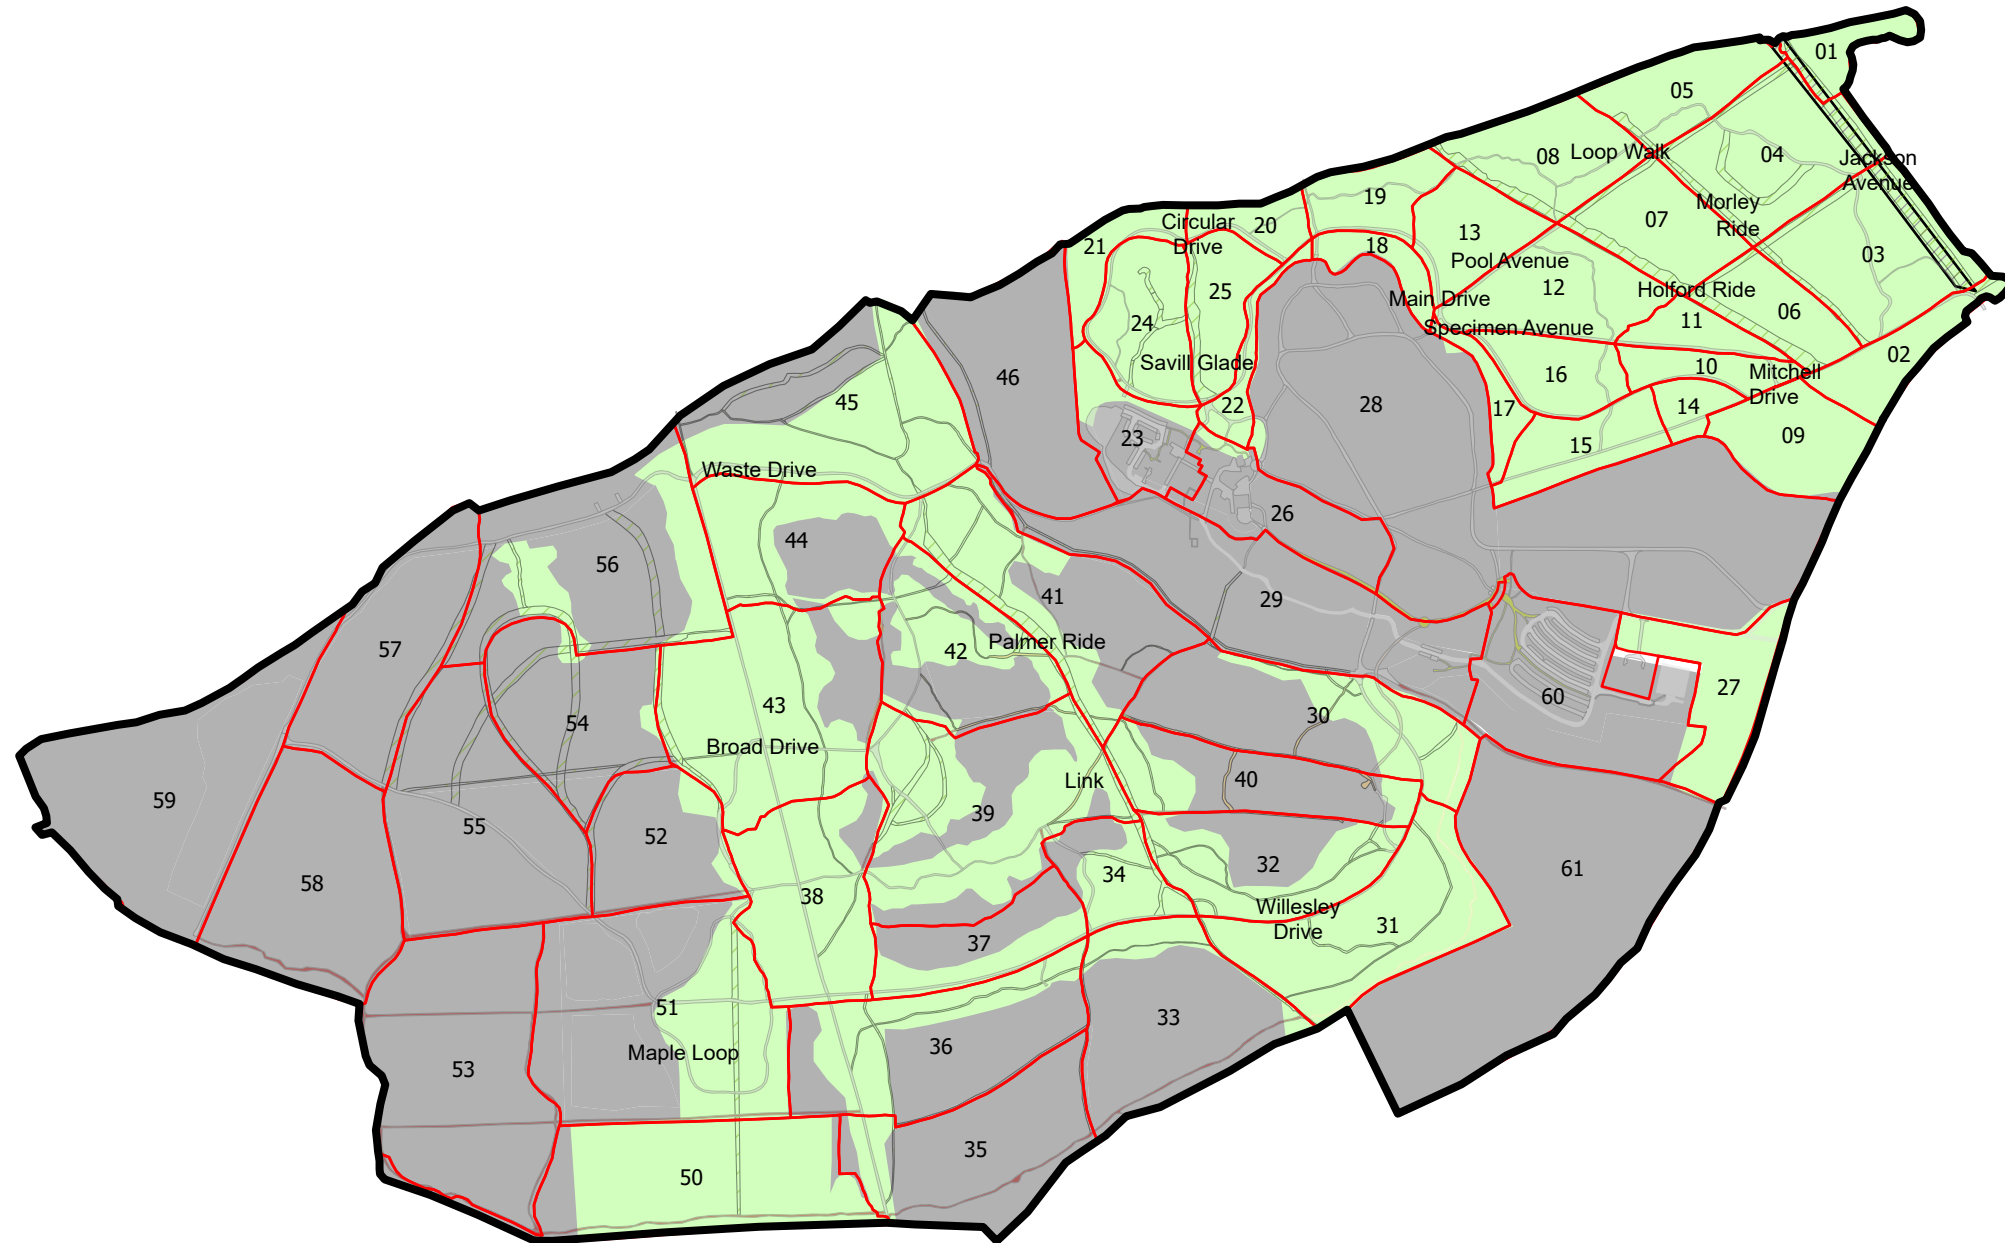 01
05
08
Loop Walk
04
Jackson
Avenue
19
20
Circular
Drive
21
18
13
07
Morley
Ride
03
Pool Avenue
25
12
Holford Ride
Main Drive
24
Specimen Avenue
11
06
02
Savill Glade
16
10
Mitchell
Drive
46
45
22
28
17
14
15
09
23
Waste Drive
26
44
56
41
29
57
42
Palmer Ride
54
43
30
60
27
Broad Drive
59
55
52
39
Link
40
58
38
34
32
61
37
Willesley
Drive
31
51
Maple Loop
36
33
53
50
35